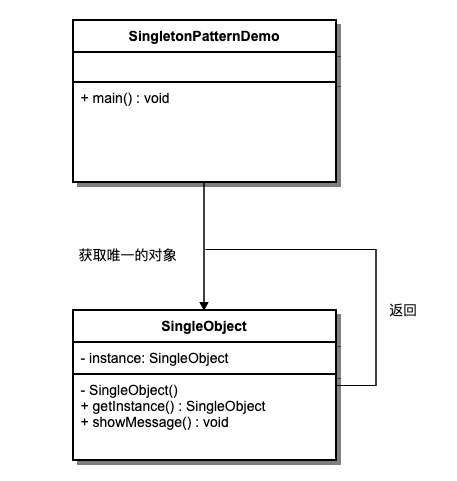 SingletonPatternDemo
+ main() : void
获取唯一的对象
返回
SingleObject
- instance: SingleObject
- SingleObject()
+ getInstance() : SingleObject
+ showMessage() : void